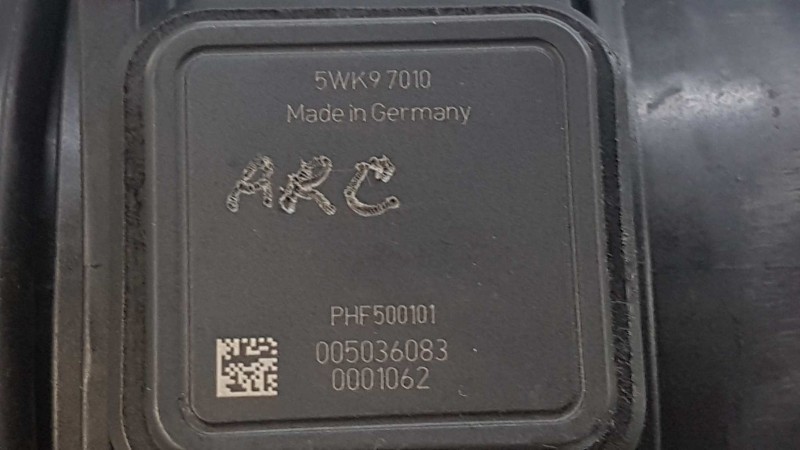 5WK9 7010
Made in Germany
ARC
PHF500101
005036083
0001062